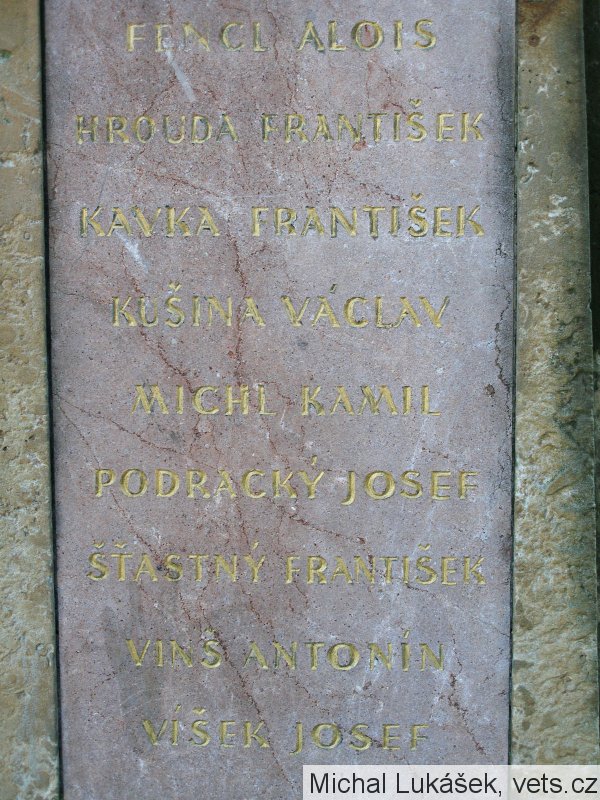 FENCL ALOIS
HROUDA FRANTIŠEK
KAVKA FRANTIŠEK
KUŠINA VÁCLAV
MICHL KAMIL
PODRACKÝ JOSEF
ŠŤASTNÝ FRANTIŠEK
VINŠ ANTONÍN
VÍŠEK JOSEF
Michal Lukášek, vets.cz